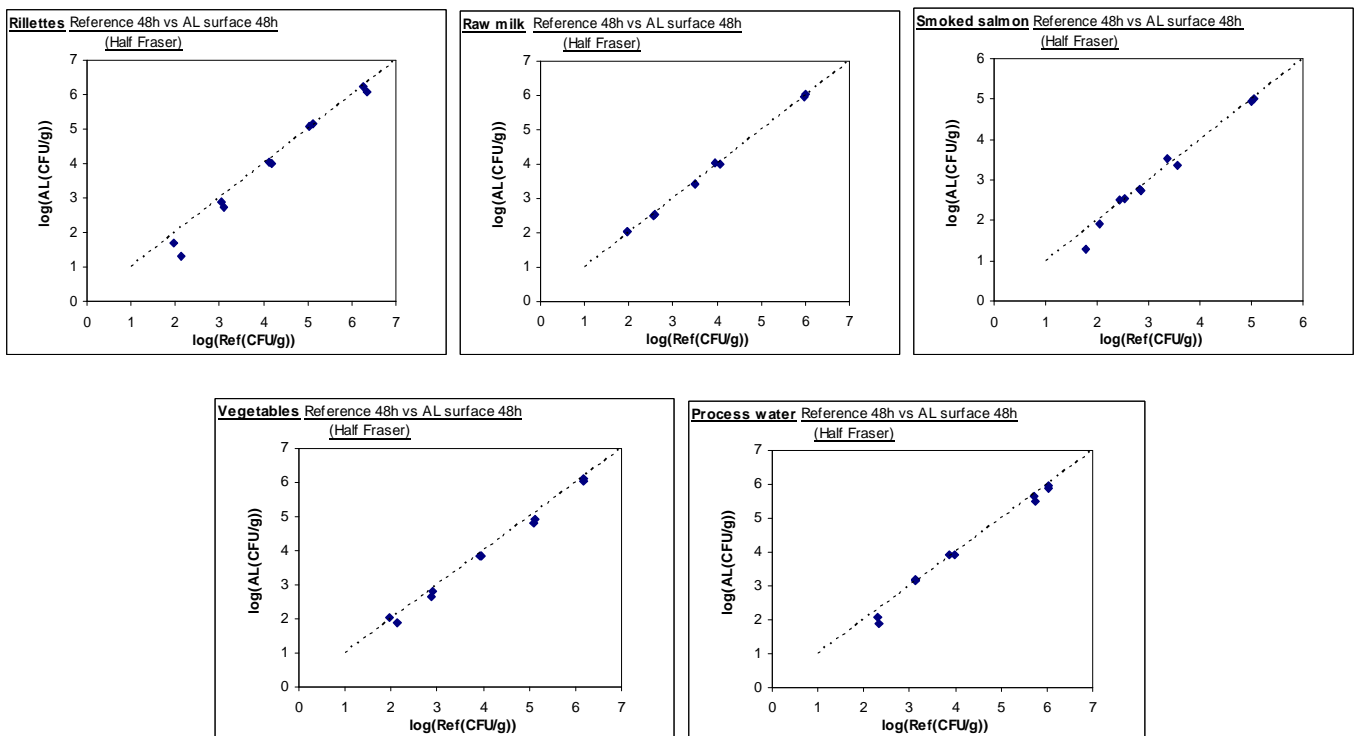 Rillettes Reference 48h vs AL surface 48h
(Half Fraser)
7
6
5
4
3
2
1
0
log(AL(CFU/g))
0 1 2 3 4 5 6 7
log(Ref(CFU/g))
Raw milk Reference 48h vs AL surface 48h
(Half Fraser)
7
6
5
4
3
2
1
0
log(AL(CFU/g))
0 1 2 3 4 5 6 7
log(Ref(CFU/g))
Smoked salmon Reference 48h vs AL surface 48h
(Half Fraser)
6
5
4
3
2
1
0
log(AL(CFU/g))
0 1 2 3 4 5 6
log(Ref(CFU/g))
Vegetables Reference 48h vs AL surface 48h
(Half Fraser)
7
6
5
4
3
2
1
0
log(AL(CFU/g))
0 1 2 3 4 5 6 7
log(Ref(CFU/g))
Process water Reference 48h vs AL surface 48h
(Half Fraser)
7
6
5
4
3
2
1
0
log(AL(CFU/g))
0 1 2 3 4 5 6 7
log(Ref(CFU/g))